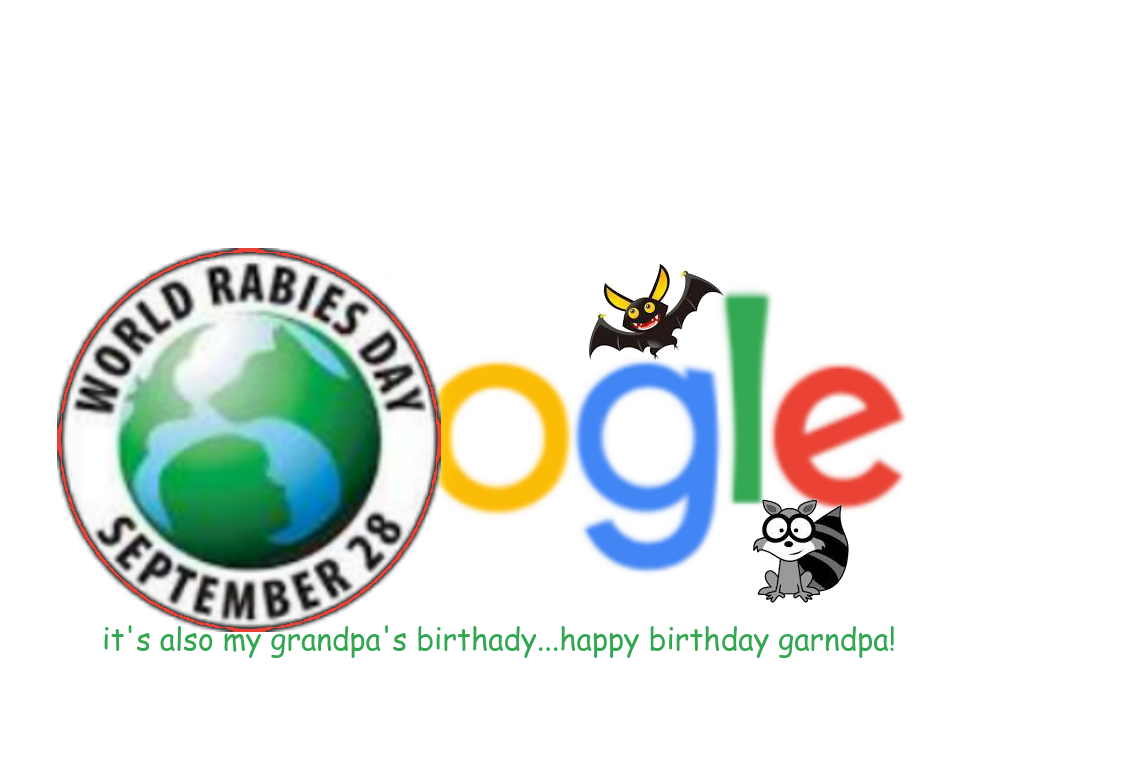 WORLD RABIES DAY
SEPTEMBER 28
ogle
it's also my grandpa's birthady...happy birthday garndpa!